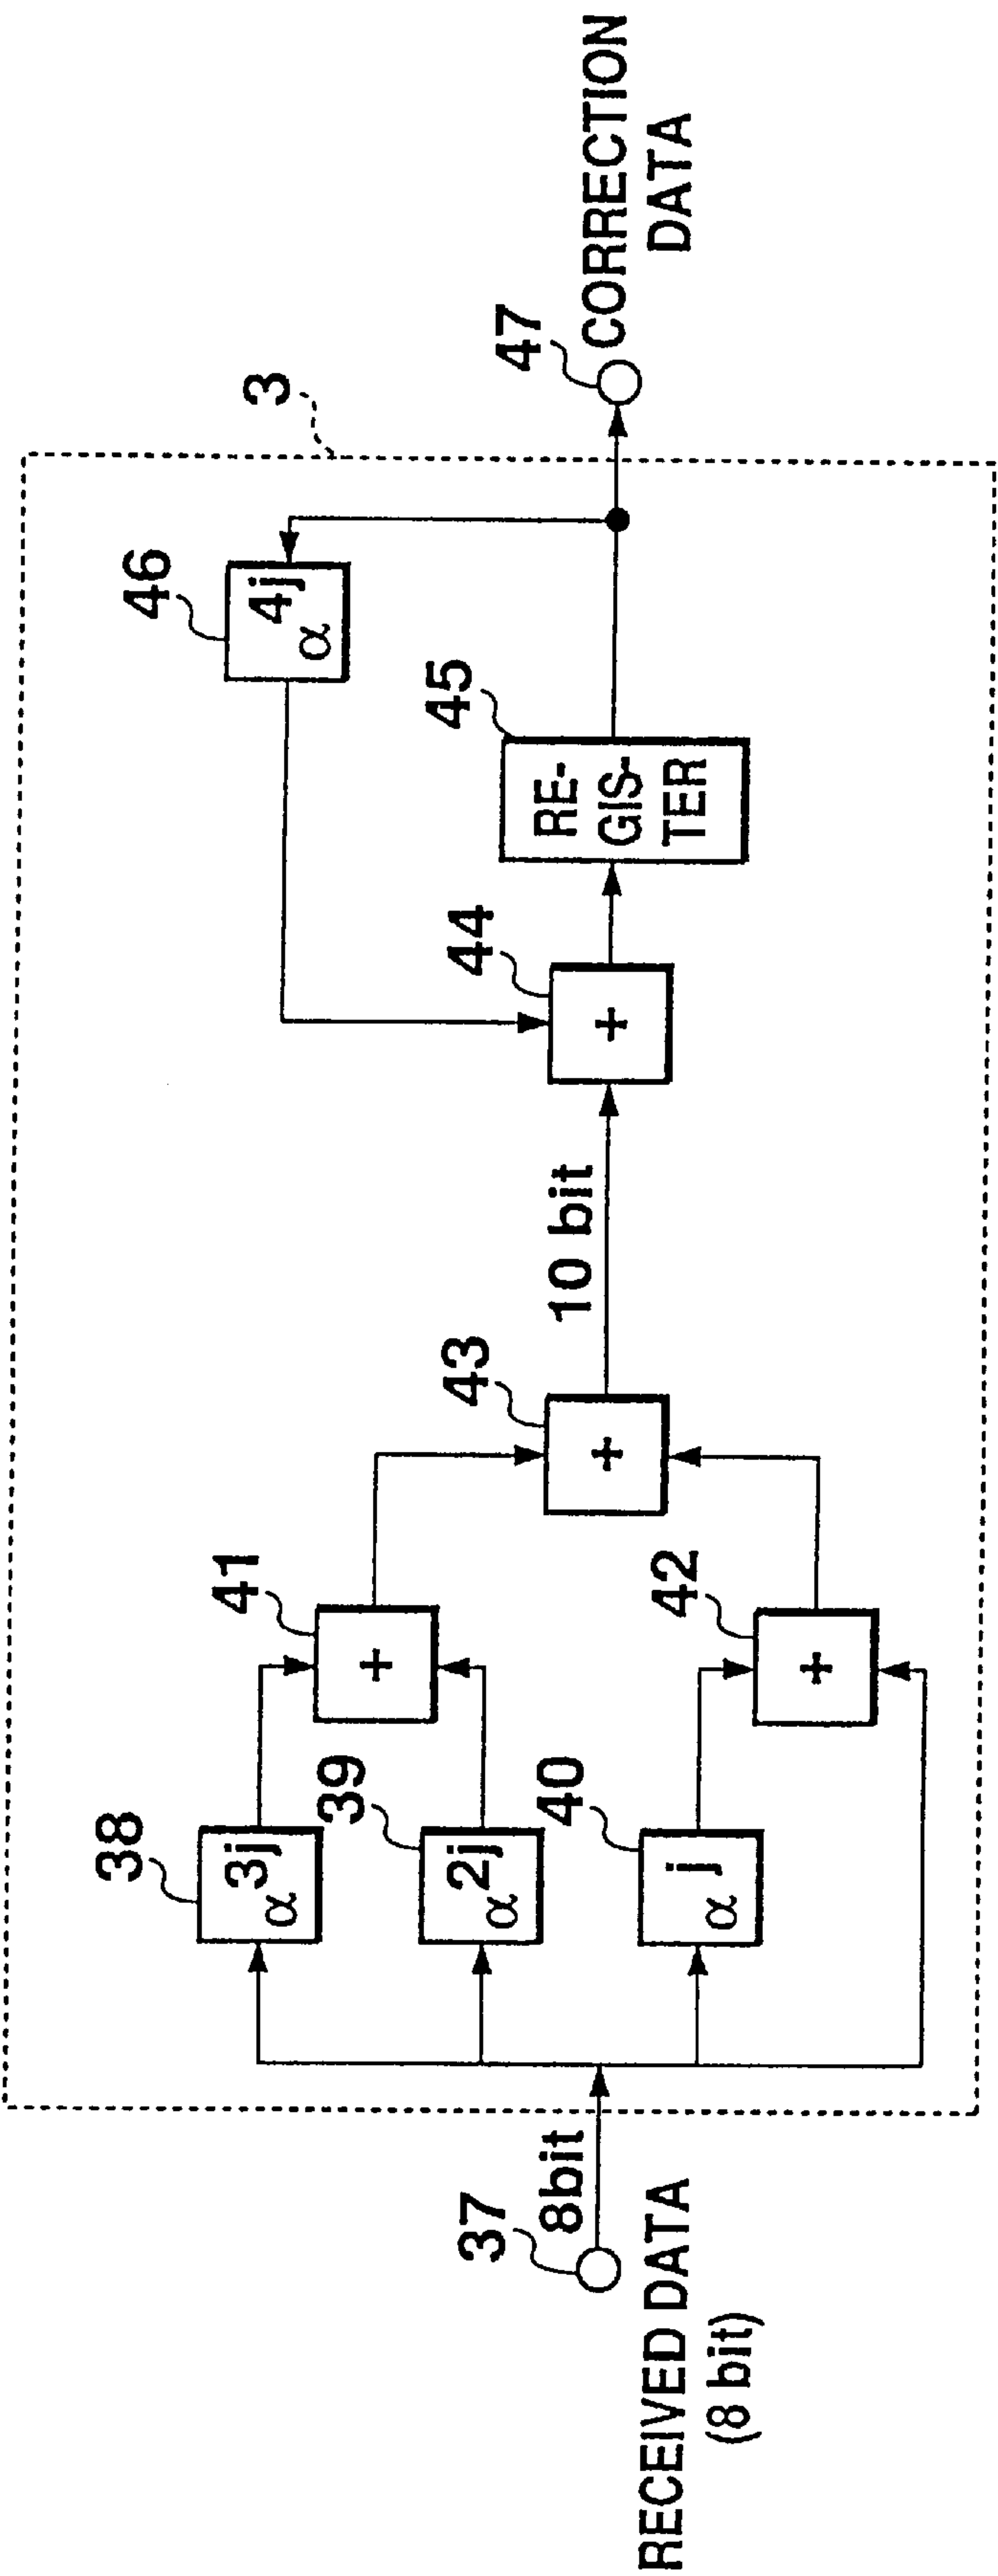 3
37
8bit
RECEIVED DATA
(8 bit)
38
α3j
39
α2j
40
αj
41
+
42
+
43
+
10 bit
44
+
45
RE-
GIS-
TER
46
α4j
47
CORRECTION
DATA